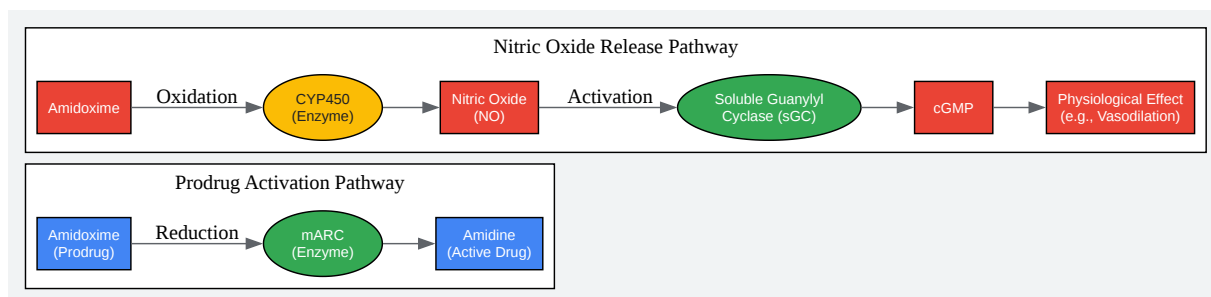 Nitric Oxide Release Pathway
Amidoxime
Oxidation
CYP450
(Enzyme)
Nitric Oxide
(NO)
Activation
Soluble Guanylyl
Cyclase (sGC)
cGMP
Physiological Effect
(e.g., Vasodilation)
Prodrug Activation Pathway
Amidoxime
(Prodrug)
Reduction
mARC
(Enzyme)
Amidine
(Active Drug)